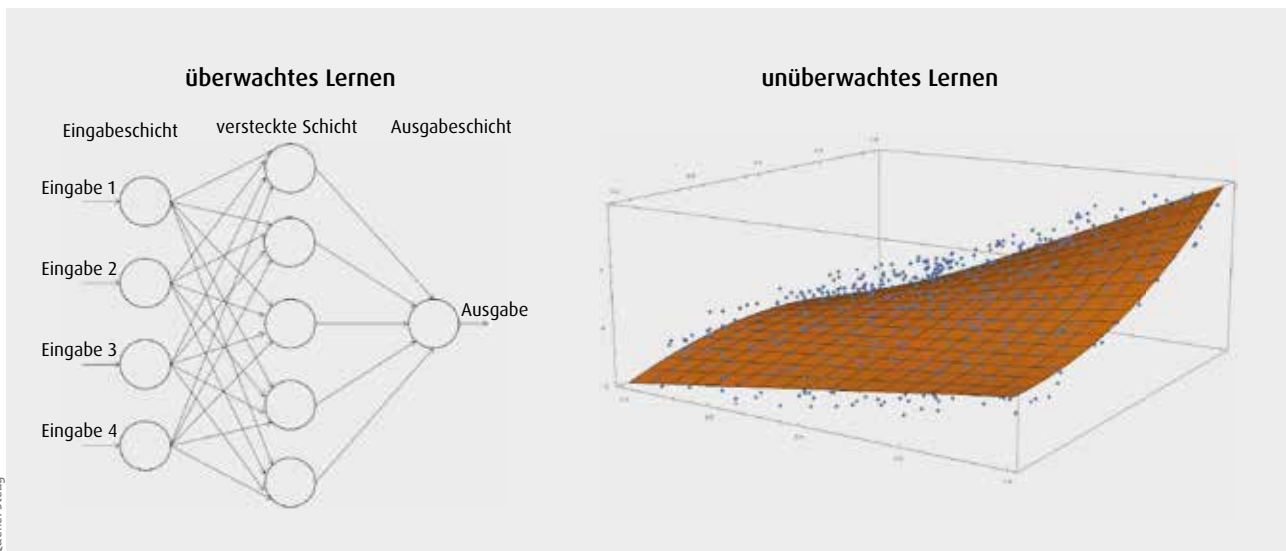 überwachtes Lernen
unüberwachtes Lernen
Eingabeschicht
versteckte Schicht
Ausgabeschicht
Eingabe 1
Eingabe 2
Eingabe 3
Eingabe 4
Ausgabe